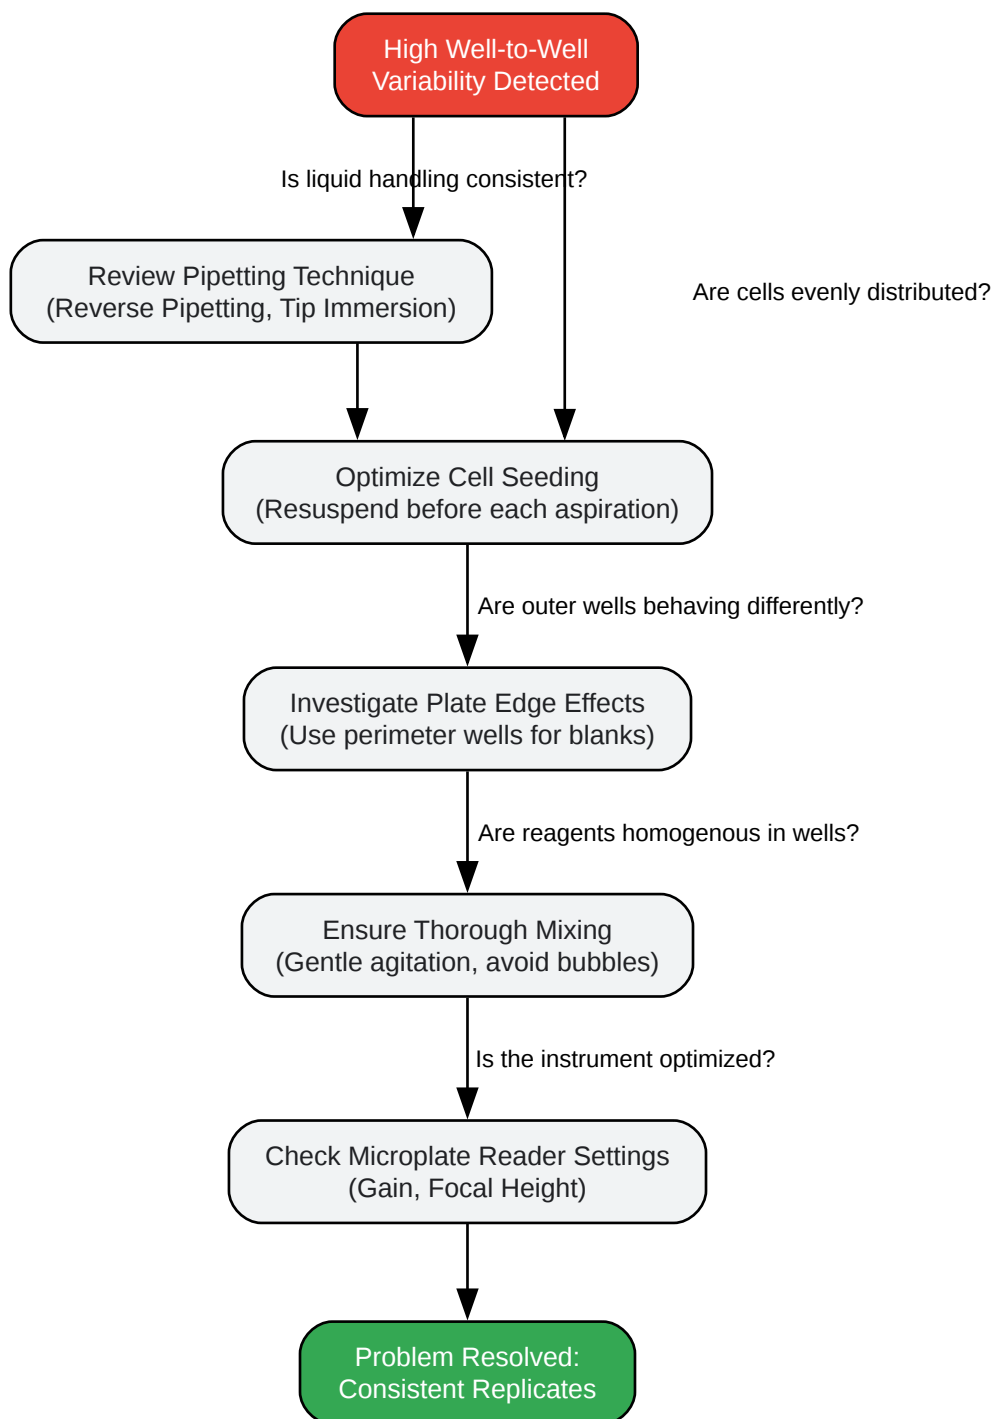 High Well-to-Well
Variability Detected
Is liquid handling consistent?
Review Pipetting Technique
(Reverse Pipetting, Tip Immersion)
Are cells evenly distributed?
Optimize Cell Seeding
(Resuspend before each aspiration)
Are outer wells behaving differently?
Investigate Plate Edge Effects
(Use perimeter wells for blanks)
Are reagents homogenous in wells?
Ensure Thorough Mixing
(Gentle agitation, avoid bubbles)
Is the instrument optimized?
Check Microplate Reader Settings
(Gain, Focal Height)
Problem Resolved:
Consistent Replicates